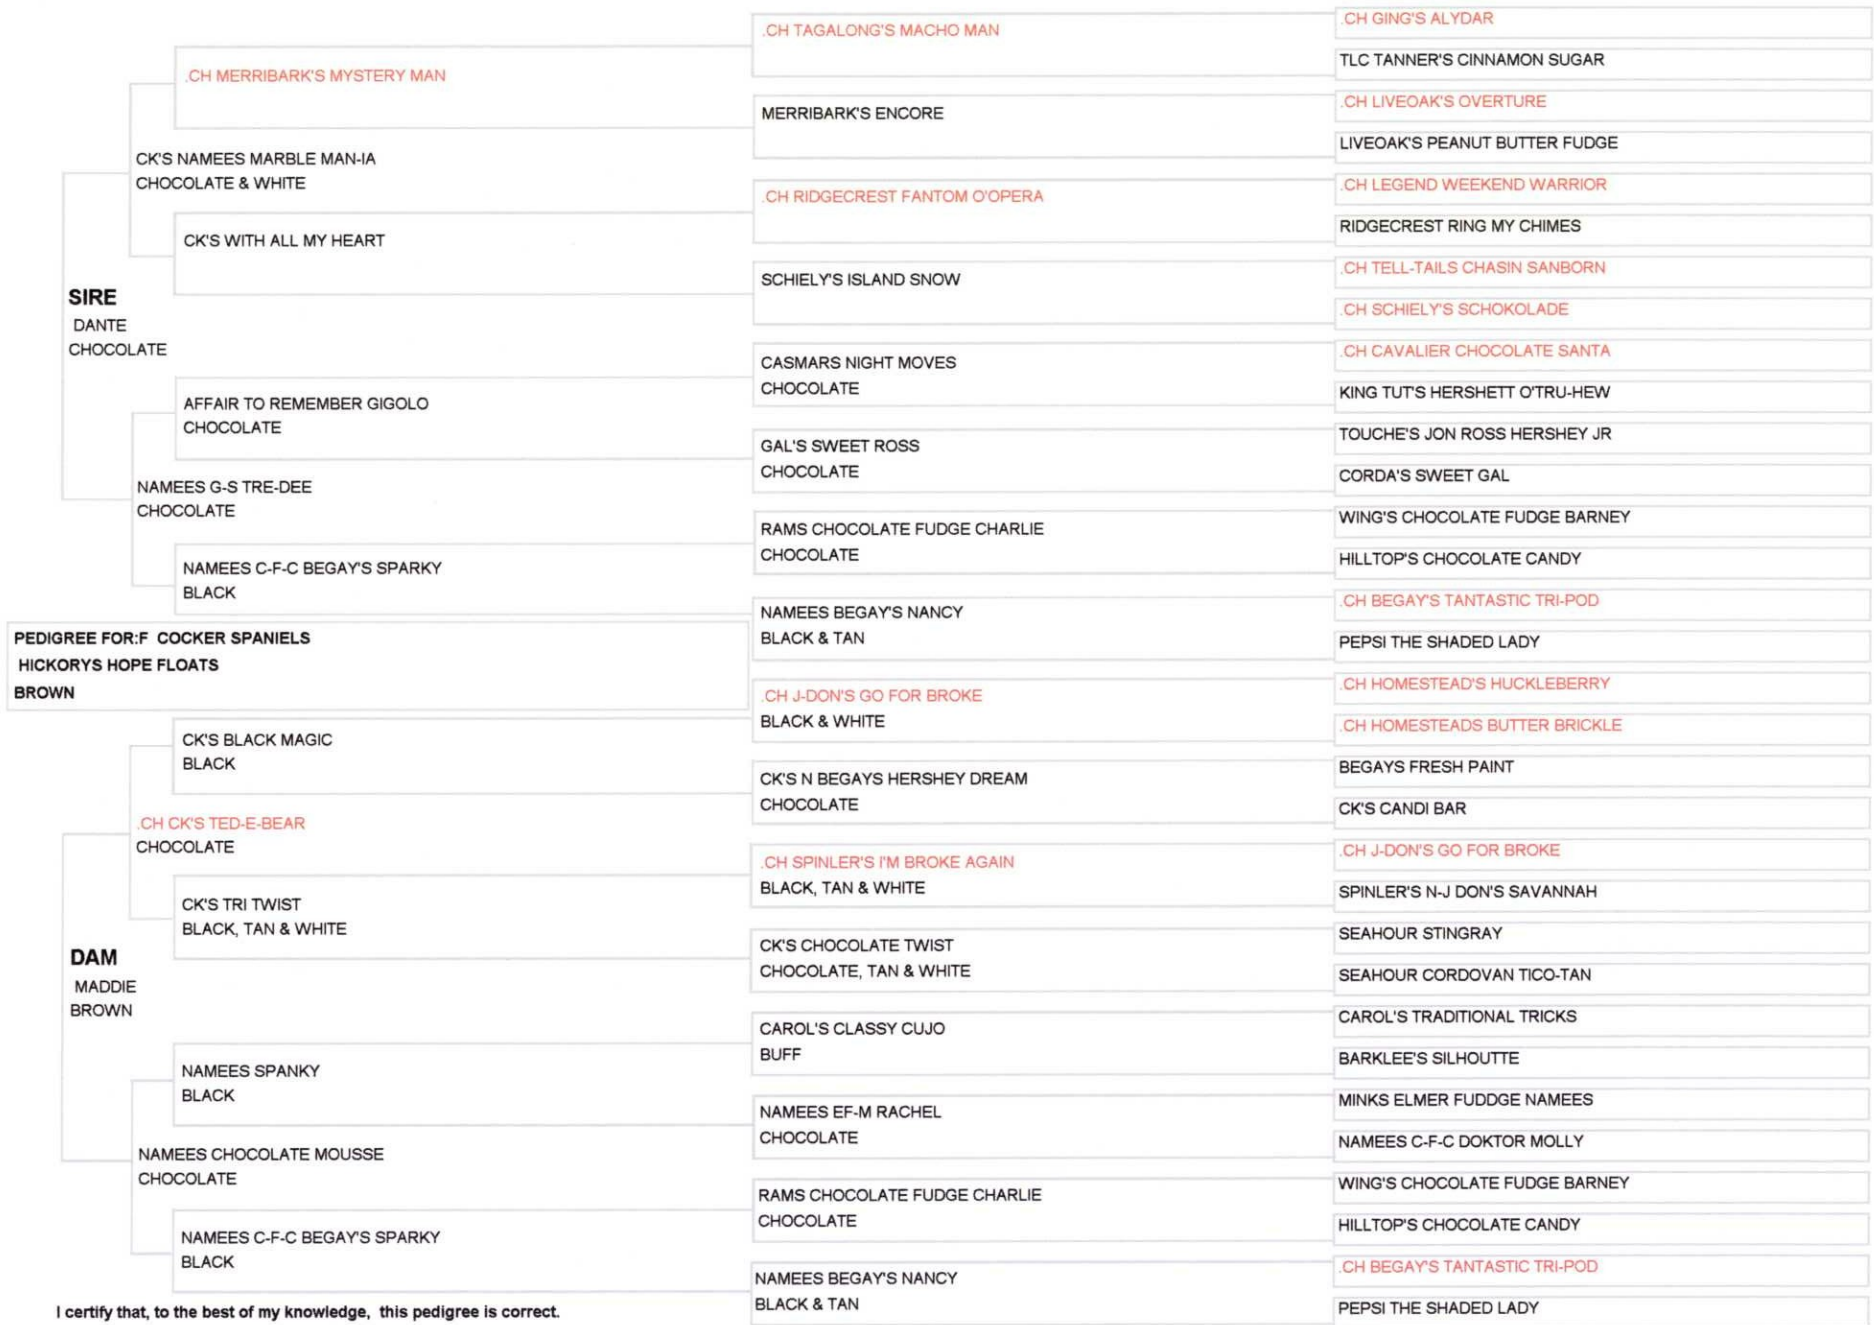 .CH GING'S ALYDAR
.CH TAGALONG'S MACHO MAN
TLC TANNER'S CINNAMON SUGAR
.CH MERRIBARK'S MYSTERY MAN
.CH LIVEOAK'S OVERTURE
MERRIBARK'S ENCORE
LIVEOAK'S PEANUT BUTTER FUDGE
CK'S NAMEES MARBLE MAN-IA
CHOCOLATE & WHITE
.CH LEGEND WEEKEND WARRIOR
.CH RIDGECREST FANTOM O'OPERA
RIDGECREST RING MY CHIMES
CK'S WITH ALL MY HEART
.CH TELL-TAILS CHASIN SANBORN
SCHIELY'S ISLAND SNOW
.CH SCHIELY'S SCHOKOLADE
SIRE
DANTE
CHOCOLATE
.CH CAVALIER CHOCOLATE SANTA
CASMARS NIGHT MOVES
CHOCOLATE
KING TUT'S HERSHETT O'TRU-HEW
AFFAIR TO REMEMBER GIGOLO
CHOCOLATE
TOUCHE'S JON ROSS HERSHEY JR
GAL'S SWEET ROSS
CHOCOLATE
CORDA'S SWEET GAL
NAMEES G-S TRE-DEE
CHOCOLATE
WING'S CHOCOLATE FUDGE BARNEY
RAMS CHOCOLATE FUDGE CHARLIE
CHOCOLATE
HILLTOP'S CHOCOLATE CANDY
NAMEES C-F-C BEGAY'S SPARKY
BLACK
.CH BEGAY'S TANTASTIC TRI-POD
NAMEES BEGAY'S NANCY
BLACK & TAN
PEPSI THE SHADED LADY
PEDIGREE FOR:F COCKER SPANIELS
HICKORYS HOPE FLOATS
BROWN
.CH HOMESTEAD'S HUCKLEBERRY
.CH J-DON'S GO FOR BROKE
BLACK & WHITE
.CH HOMESTEADS BUTTER BRICKLE
CK'S BLACK MAGIC
BLACK
BEGAYS FRESH PAINT
CK'S N BEGAYS HERSHEY DREAM
CHOCOLATE
CK'S CANDI BAR
.CH CK'S TED-E-BEAR
CHOCOLATE
.CH J-DON'S GO FOR BROKE
.CH SPINLER'S I'M BROKE AGAIN
BLACK, TAN & WHITE
SPINLER'S N-J DON'S SAVANNAH
CK'S TRI TWIST
BLACK, TAN & WHITE
SEAHOUR STINGRAY
CK'S CHOCOLATE TWIST
CHOCOLATE, TAN & WHITE
SEAHOUR CORDOVAN TICO-TAN
DAM
MADDIE
BROWN
CAROL'S TRADITIONAL TRICKS
CAROL'S CLASSY CUJO
BUFF
BARKLEE'S SILHOUTTE
NAMEES SPANKY
BLACK
MINKS ELMER FUDDGE NAMEES
NAMEES EF-M RACHEL
CHOCOLATE
NAMEES C-F-C DOKTOR MOLLY
NAMEES CHOCOLATE MOUSSE
CHOCOLATE
WING'S CHOCOLATE FUDGE BARNEY
RAMS CHOCOLATE FUDGE CHARLIE
CHOCOLATE
HILLTOP'S CHOCOLATE CANDY
NAMEES C-F-C BEGAY'S SPARKY
BLACK
.CH BEGAY'S TANTASTIC TRI-POD
NAMEES BEGAY'S NANCY
BLACK & TAN
PEPSI THE SHADED LADY
I certify that, to the best of my knowledge, this pedigree is correct.